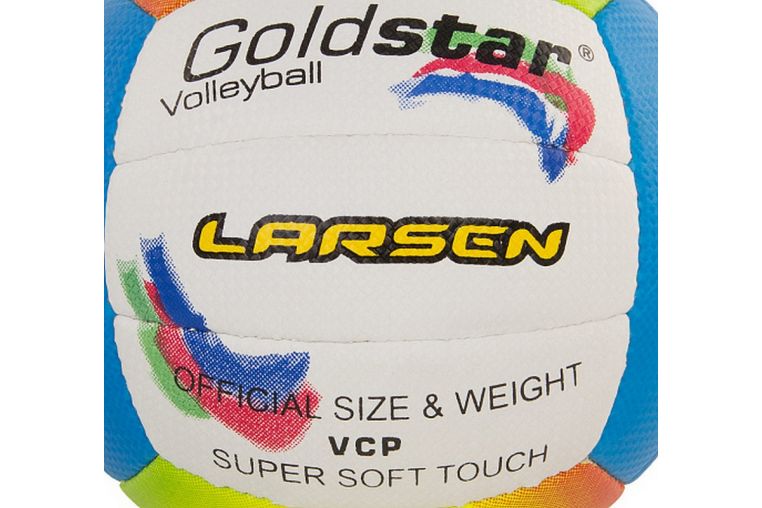 Goldstar®
Volleyball
LARSEN
OFFICIAL SIZE & WEIGHT
VCP
SUPER SOFT TOUCH